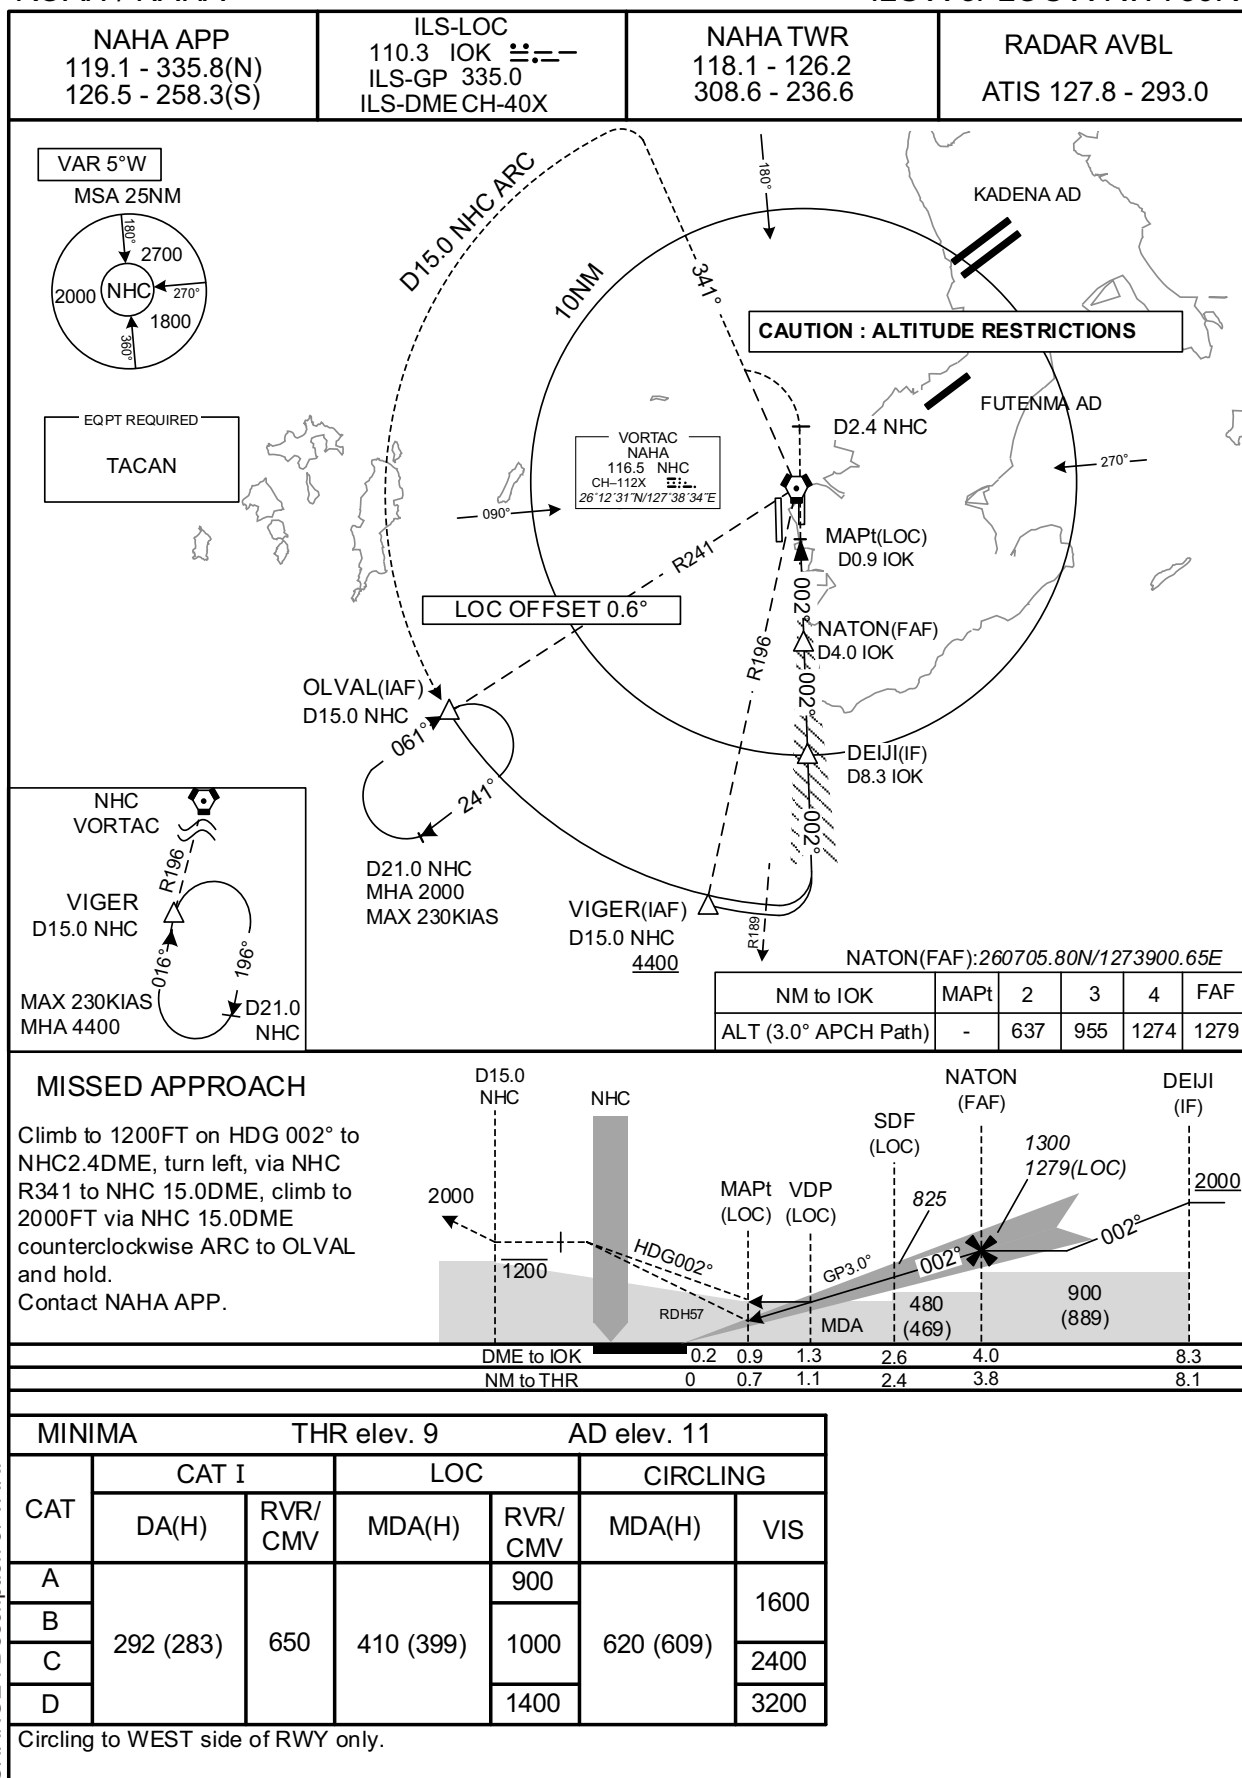 NAHA APP
119.1 - 335.8(N)
126.5 - 258.3(S)
ILS-LOC
110.3 IOK
ILS-GP 335.0
ILS-DME CH-40X
NAHA TWR
118.1 - 126.2
308.6 - 236.6
RADAR AVBL
ATIS 127.8 - 293.0
VAR 5°W
MSA 25NM
180°
2700
2000
NHC
270°
1800
360°
EQPT REQUIRED
TACAN
D15.0 NHC ARC
10NM
341°
180°
KADENA AD
CAUTION : ALTITUDE RESTRICTIONS
FUTENMA AD
D2.4 NHC
270°
VORTAC
NAHA
116.5 NHC
CH–112X
26°12'31"N/127°38'34"E
090°
R241
MAPt(LOC)
D0.9 IOK
LOC OFFSET 0.6°
002°
NATON(FAF)
D4.0 IOK
R196
002°
OLVAL(IAF)
D15.0 NHC
061°
241°
DEIJI(IF)
D8.3 IOK
002°
D21.0 NHC
MHA 2000
MAX 230KIAS
VIGER(IAF)
D15.0 NHC
4400
R189
NHC
VORTAC
R196
VIGER
D15.0 NHC
016°
196°
MAX 230KIAS
MHA 4400
D21.0
NHC
NATON(FAF):260705.80N/1273900.65E
NM to IOK MAPt 2 3 4 FAF
ALT (3.0° APCH Path) - 637 955 1274 1279
MISSED APPROACH
Climb to 1200FT on HDG 002° to
NHC2.4DME, turn left, via NHC
R341 to NHC 15.0DME, climb to
2000FT via NHC 15.0DME
counterclockwise ARC to OLVAL
and hold.
Contact NAHA APP.
D15.0
NHC
NHC
NATON
(FAF)
DEIJI
(IF)
SDF
(LOC)
1300
1279(LOC)
2000
MAPt
(LOC)
VDP
(LOC)
825
2000
1200
HDG002°
GP3.0°
002°
002°
RDH57
MDA
480
(469)
900
(889)
DME to IOK 0.2 0.9 1.3 2.6 4.0 8.3
NM to THR 0 0.7 1.1 2.4 3.8 8.1
MINIMA THR elev. 9 AD elev. 11
CAT CAT I LOC CIRCLING
DA(H) RVR/CMV MDA(H) RVR/CMV MDA(H) VIS
A 900
B 1600
292 (283) 650 410 (399) 1000 620 (609)
C 2400
D 1400 3200
Circling to WEST side of RWY only.